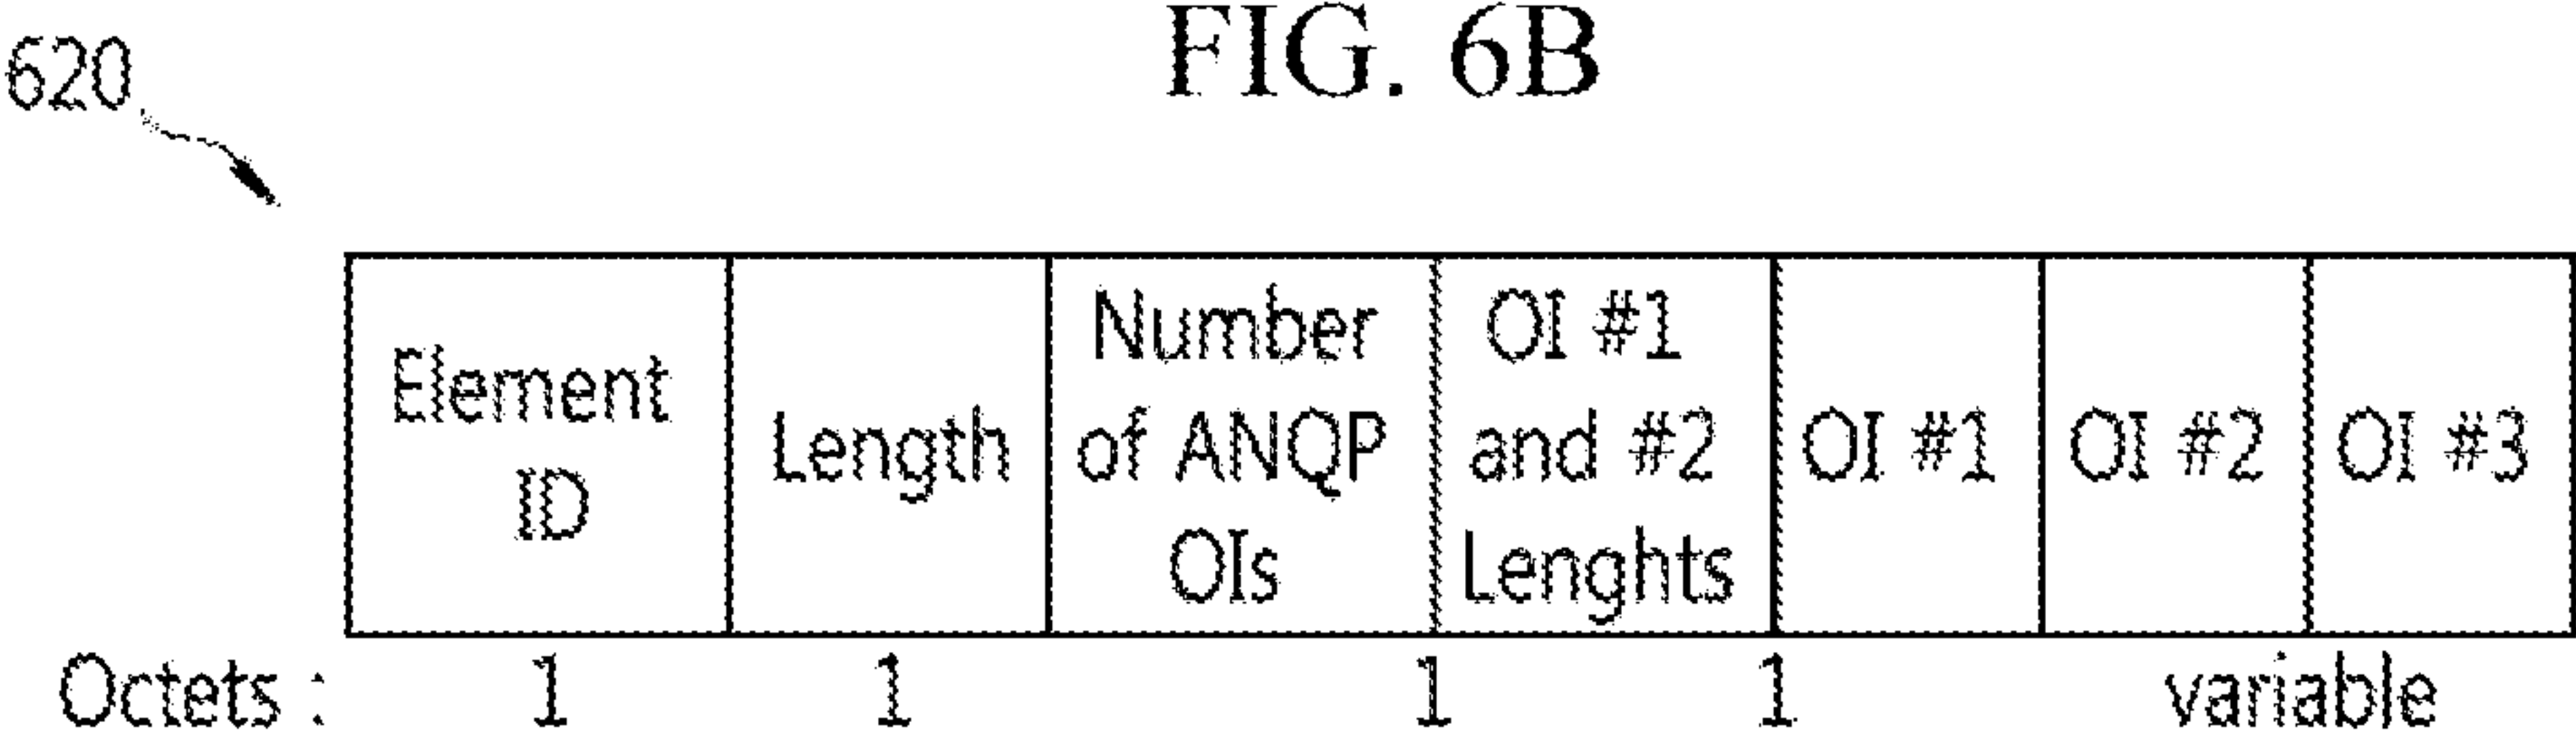 FIG. 6B
620
Element
ID
Length
Number
of ANQP
OIs
OI #1
and #2
Lenghts
OI #1
OI #2
OI #3
Octets : 1 1 1 1 variable